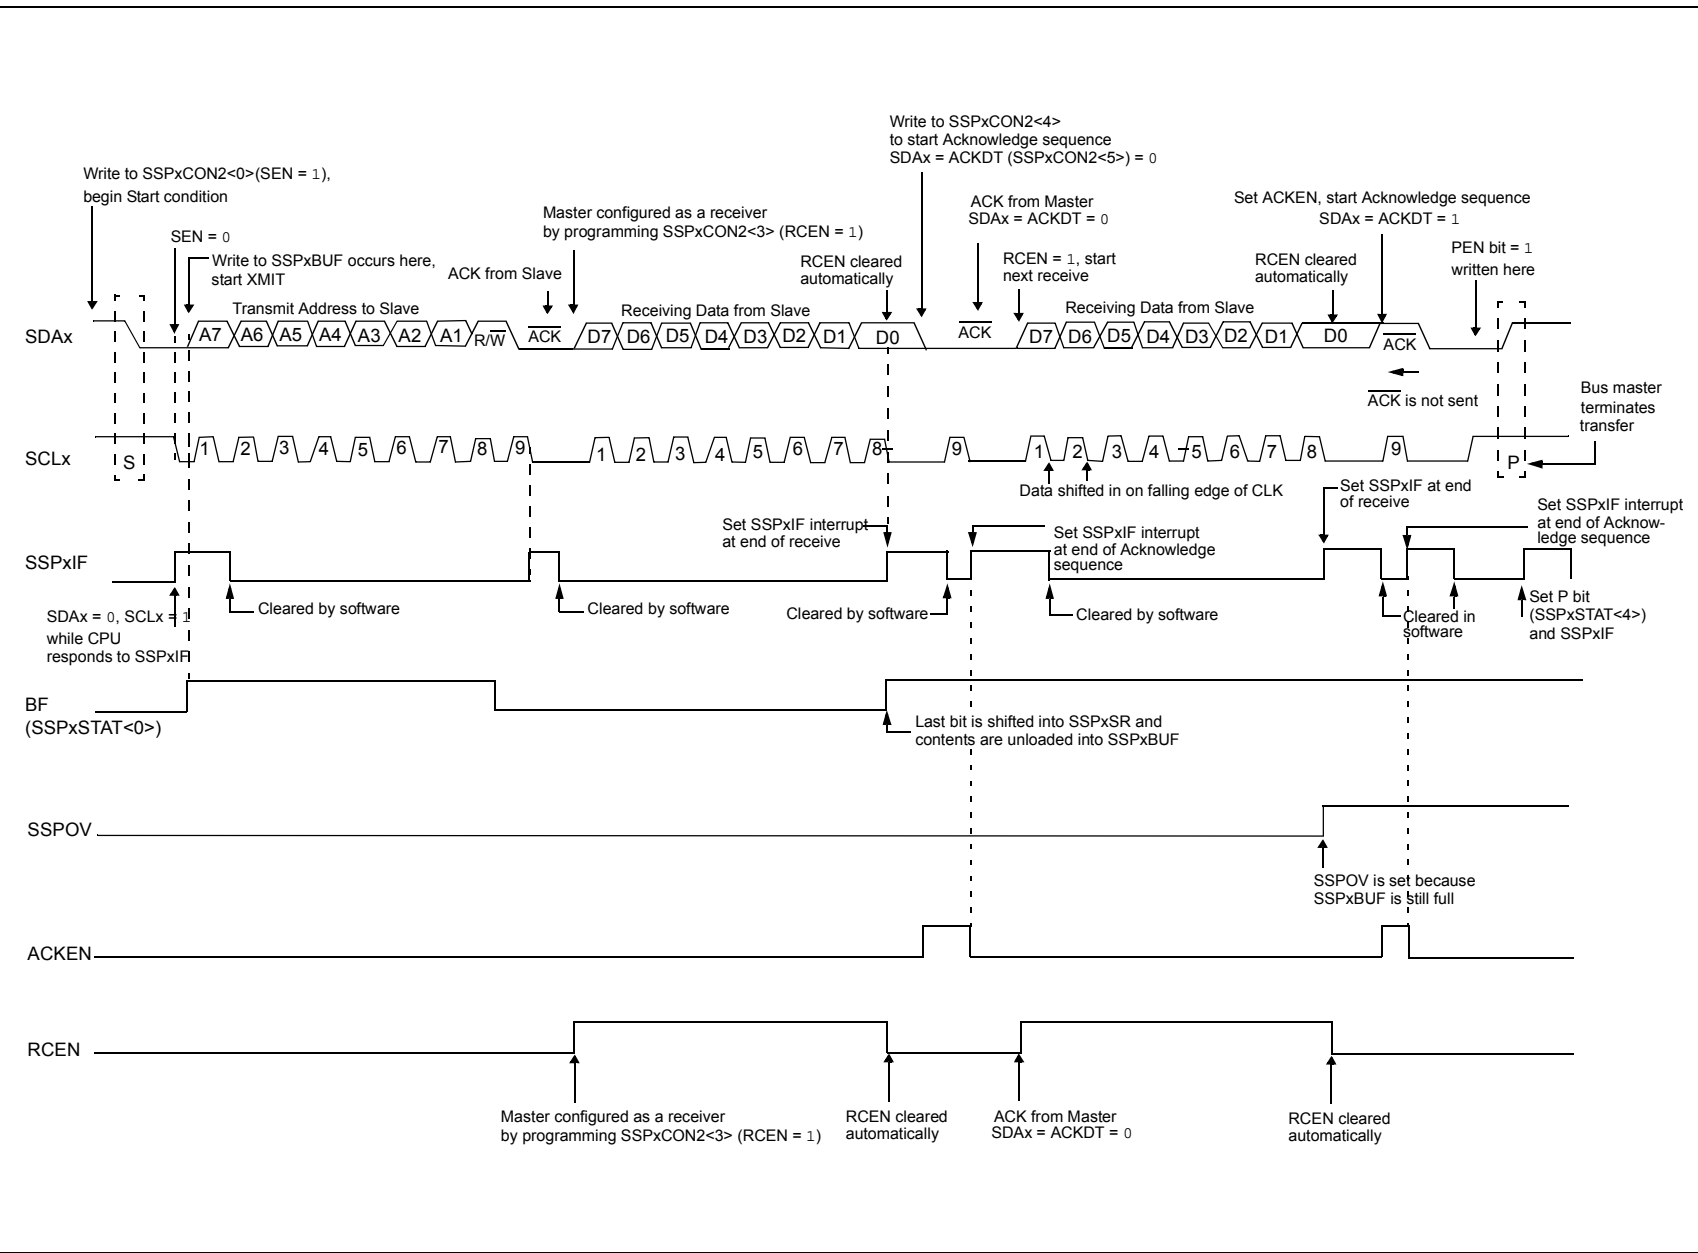 Write to SSPxCON2<4>
to start Acknowledge sequence
SDAx = ACKDT (SSPxCON2<5>) = 0
Write to SSPxCON2<0>(SEN = 1),
begin Start condition
SEN = 0
Write to SSPxBUF occurs here,
start XMIT
ACK from Slave
Master configured as a receiver
by programming SSPxCON2<3> (RCEN = 1)
RCEN cleared
automatically
ACK from Master
SDAx = ACKDT = 0
RCEN = 1, start
next receive
Set ACKEN, start Acknowledge sequence
SDAx = ACKDT = 1
RCEN cleared
automatically
PEN bit = 1
written here
Transmit Address to Slave
Receiving Data from Slave
Receiving Data from Slave
SDAx A7 A6 A5 A4 A3 A2 A1 R/W ACK D7 D6 D5 D4 D3 D2 D1 D0 ACK D7 D6 D5 D4 D3 D2 D1 D0 ACK
ACK is not sent
Bus master
terminates
transfer
SCLx S 1 2 3 4 5 6 7 8 9 1 2 3 4 5 6 7 8 9 1 2 3 4 5 6 7 8 9 P
Data shifted in on falling edge of CLK
Set SSPxIF at end
of receive
Set SSPxIF interrupt
at end of receive
Set SSPxIF interrupt
at end of Acknowledge
sequence
Set SSPxIF interrupt
at end of Acknow-
ledge sequence
SSPxIF
SDAx = 0, SCLx = 1
while CPU
responds to SSPxIF
Cleared by software
Cleared by software
Cleared by software
Cleared by software
Cleared in
software
Set P bit
(SSPxSTAT<4>)
and SSPxIF
BF
(SSPxSTAT<0>)
Last bit is shifted into SSPxSR and
contents are unloaded into SSPxBUF
SSPOV
SSPOV is set because
SSPxBUF is still full
ACKEN
RCEN
Master configured as a receiver
by programming SSPxCON2<3> (RCEN = 1)
RCEN cleared
automatically
ACK from Master
SDAx = ACKDT = 0
RCEN cleared
automatically